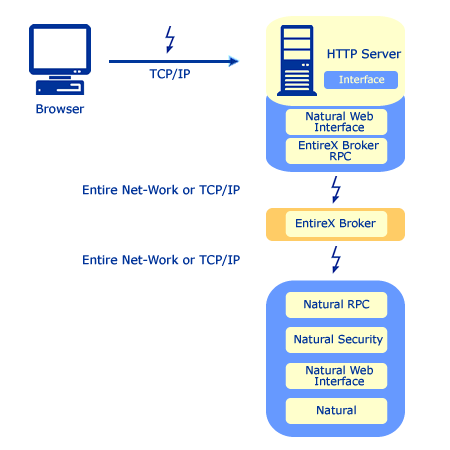 HTTP Server
TCP/IP
Interface
Browser
Natural Web
Interface
EntireX Broker
RPC
Entire Net-Work or TCP/IP
EntireX Broker
Entire Net-Work or TCP/IP
Natural RPC
Natural Security
Natural Web
Interface
Natural